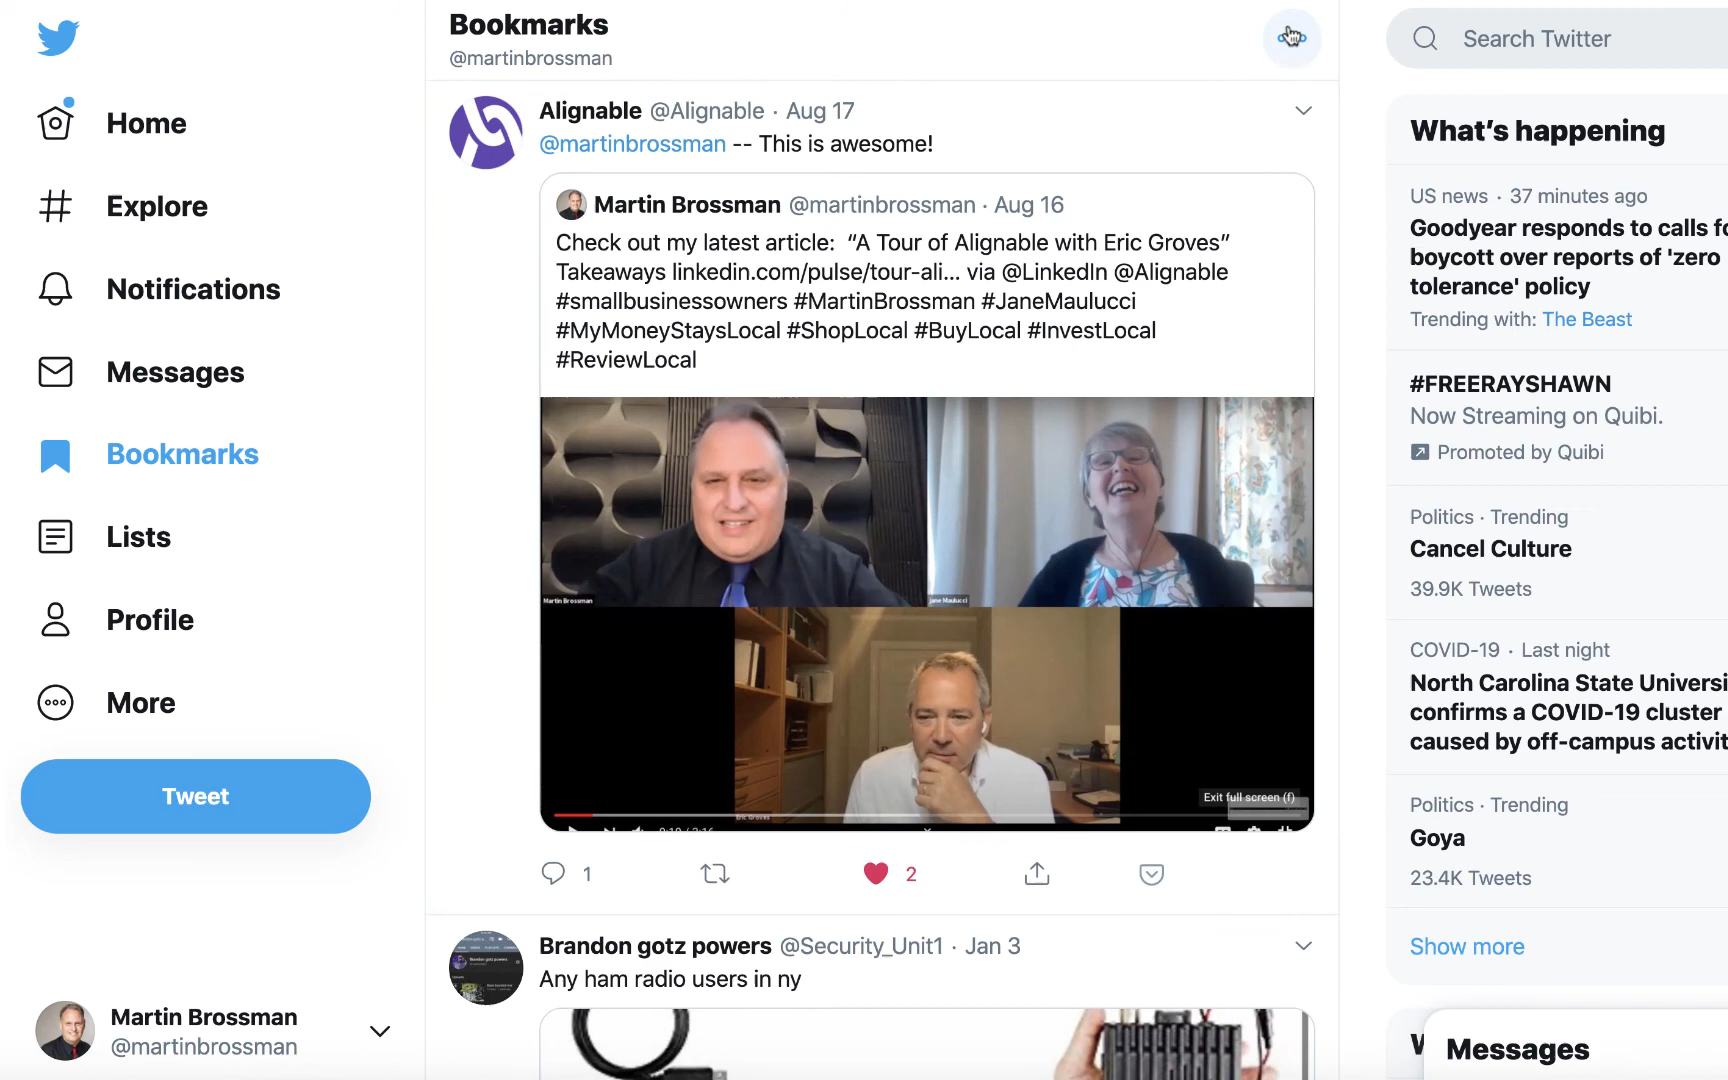 Home
Explore
Notifications
Messages
Bookmarks
Lists
Profile
More
Tweet
Martin Brossman
@martinbrossman
Bookmarks
@martinbrossman
Alignable @Alignable · Aug 17
@martinbrossman -- This is awesome!
Martin Brossman @martinbrossman · Aug 16
Check out my latest article: “A Tour of Alignable with Eric Groves”
Takeaways linkedin.com/pulse/tour-ali... via @LinkedIn @Alignable
#smallbusinessowners #MartinBrossman #JaneMaulucci
#MyMoneyStaysLocal #ShopLocal #BuyLocal #InvestLocal
#ReviewLocal
Martin Brossman
Jane Maulucci
Exit full screen (f)
Eric Groves
1
2
Brandon gotz powers @Security_Unit1 · Jan 3
Any ham radio users in ny
Search Twitter
What’s happening
US news · 37 minutes ago
Goodyear responds to calls fo
boycott over reports of 'zero
tolerance' policy
Trending with: The Beast
#FREERAYSHAWN
Now Streaming on Quibi.
Promoted by Quibi
Politics · Trending
Cancel Culture
39.9K Tweets
COVID-19 · Last night
North Carolina State Universi
confirms a COVID-19 cluster
caused by off-campus activit
Politics · Trending
Goya
23.4K Tweets
Show more
Messages